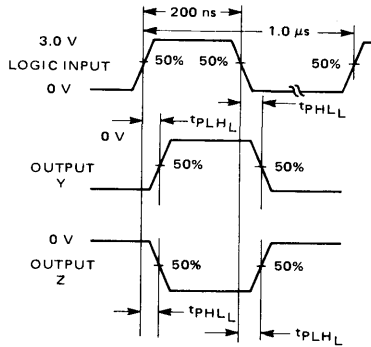 200 ns
1.0 µs
3.0 V
LOGIC INPUT
50%
50%
50%
0 V
tPHLL
0 V
tPLHL
OUTPUT
Y
50%
50%
0 V
OUTPUT
Z
50%
50%
tPHLL
tPLHL